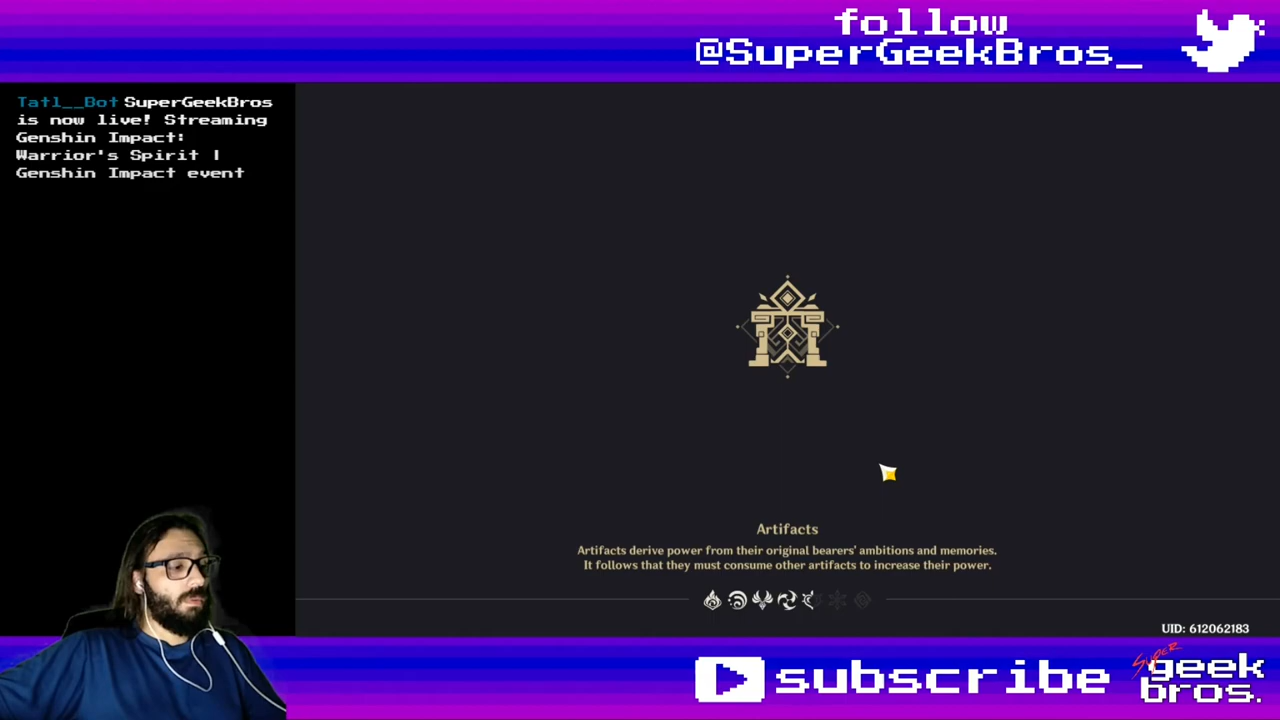 follow
@SuperGeekBros_
Tatl__Bot SuperGeekBros
is now live! Streaming
Genshin Impact:
Warrior's Spirit |
Genshin Impact event
Artifacts
Artifacts derive power from their original bearers' ambitions and memories.
It follows that they must consume other artifacts to increase their power.
UID: 612062183
subscribe
SUPER
geek
bros.